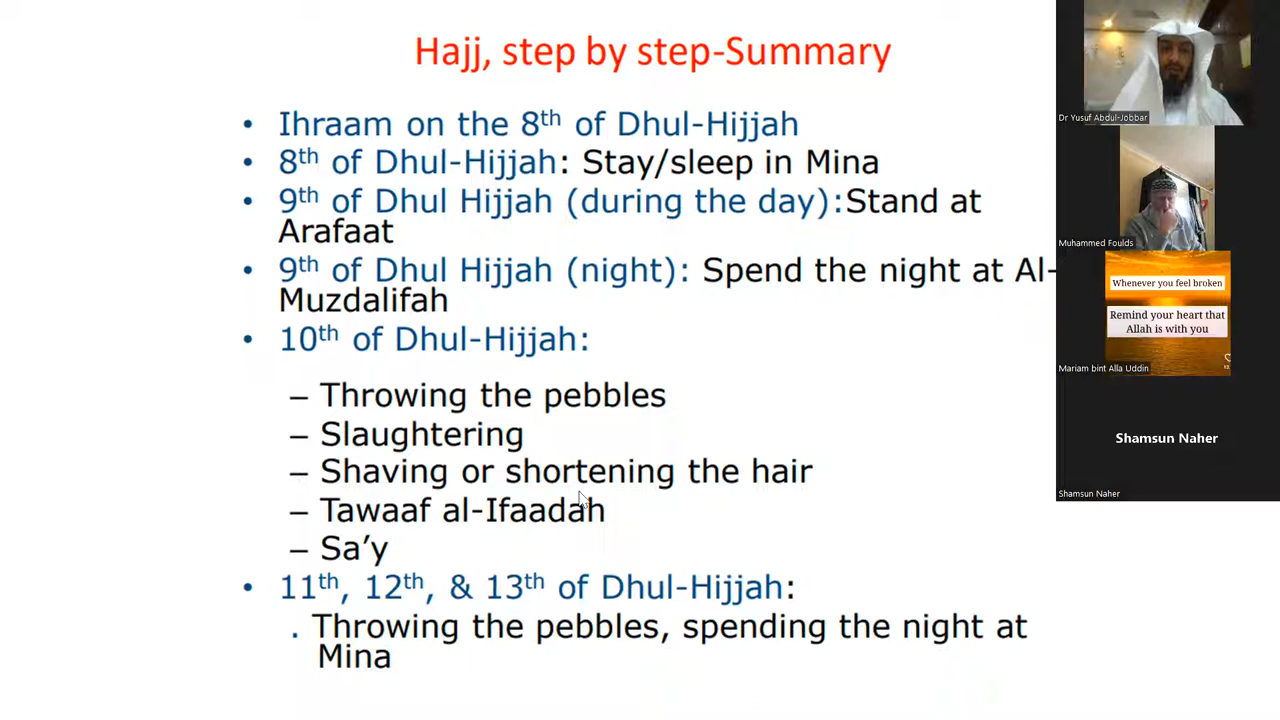 Hajj, step by step-Summary
• Ihraam on the 8th of Dhul-Hijjah
• 8th of Dhul-Hijjah: Stay/sleep in Mina
• 9th of Dhul Hijjah (during the day):Stand at
Arafaat
• 9th of Dhul Hijjah (night): Spend the night at Al-
Muzdalifah
• 10th of Dhul-Hijjah:
– Throwing the pebbles
– Slaughtering
– Shaving or shortening the hair
– Tawaaf al-Ifaadah
– Sa’y
• 11th, 12th, & 13th of Dhul-Hijjah:
. Throwing the pebbles, spending the night at
Mina
Dr Yusuf Abdul-Jobbar
Muhammed Foulds
Whenever you feel broken
Remind your heart that
Allah is with you
Mariam bint Alla Uddin
Shamsun Naher
Shamsun Naher